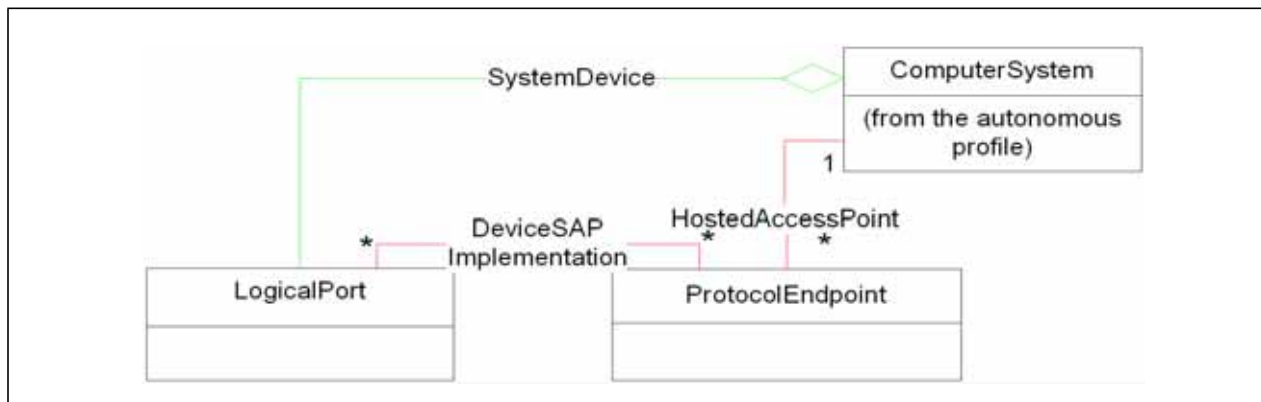 SystemDevice
ComputerSystem
(from the autonomous
profile)
1
HostedAccessPoint
*
DeviceSAP
Implementation
*
*
LogicalPort
ProtocolEndpoint